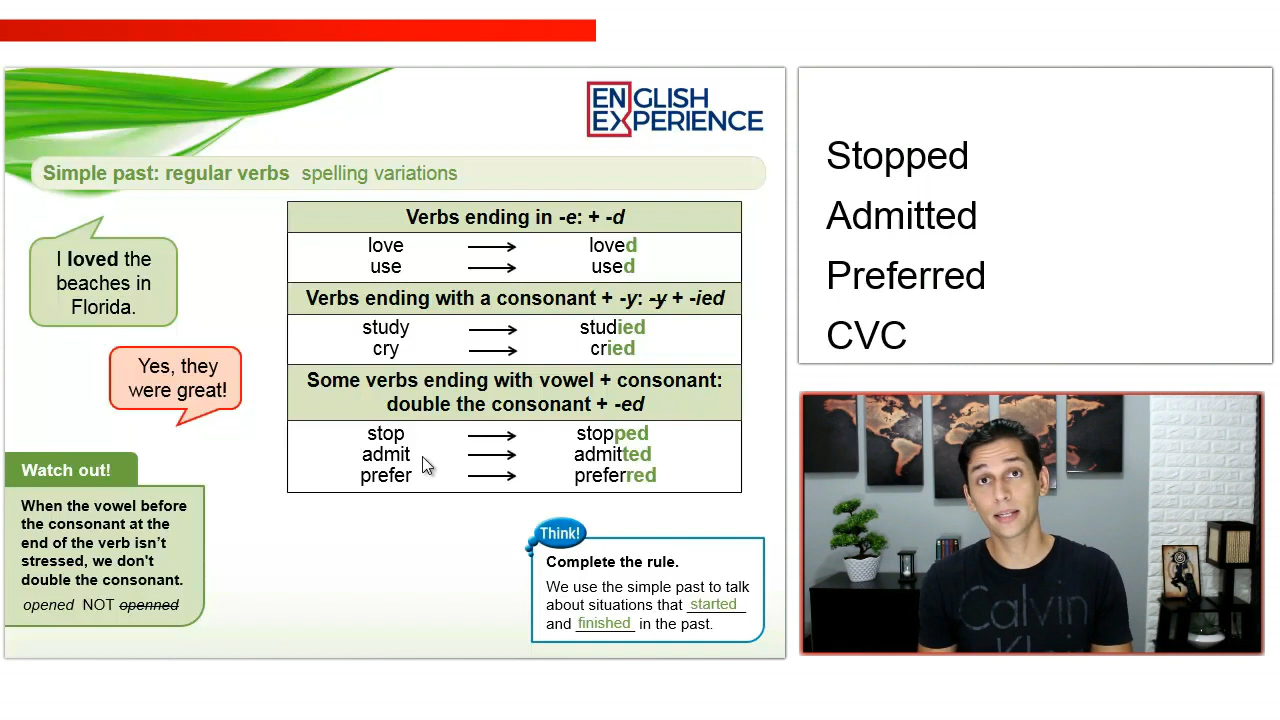 ENGLISH
EXPERIENCE
Simple past: regular verbs spelling variations
I loved the
beaches in
Florida.
Yes, they
were great!
Verbs ending in -e: + -d
love → loved
use → used
Verbs ending with a consonant + -y: -y + -ied
study → studied
cry → cried
Some verbs ending with vowel + consonant:
double the consonant + -ed
stop → stopped
admit → admitted
prefer → preferred
Watch out!
When the vowel before
the consonant at the
end of the verb isn't
stressed, we don't
double the consonant.
opened NOT openned
Think!
Complete the rule.
We use the simple past to talk
about situations that started
and finished in the past.
Stopped
Admitted
Preferred
CVC
Calvin
Klein